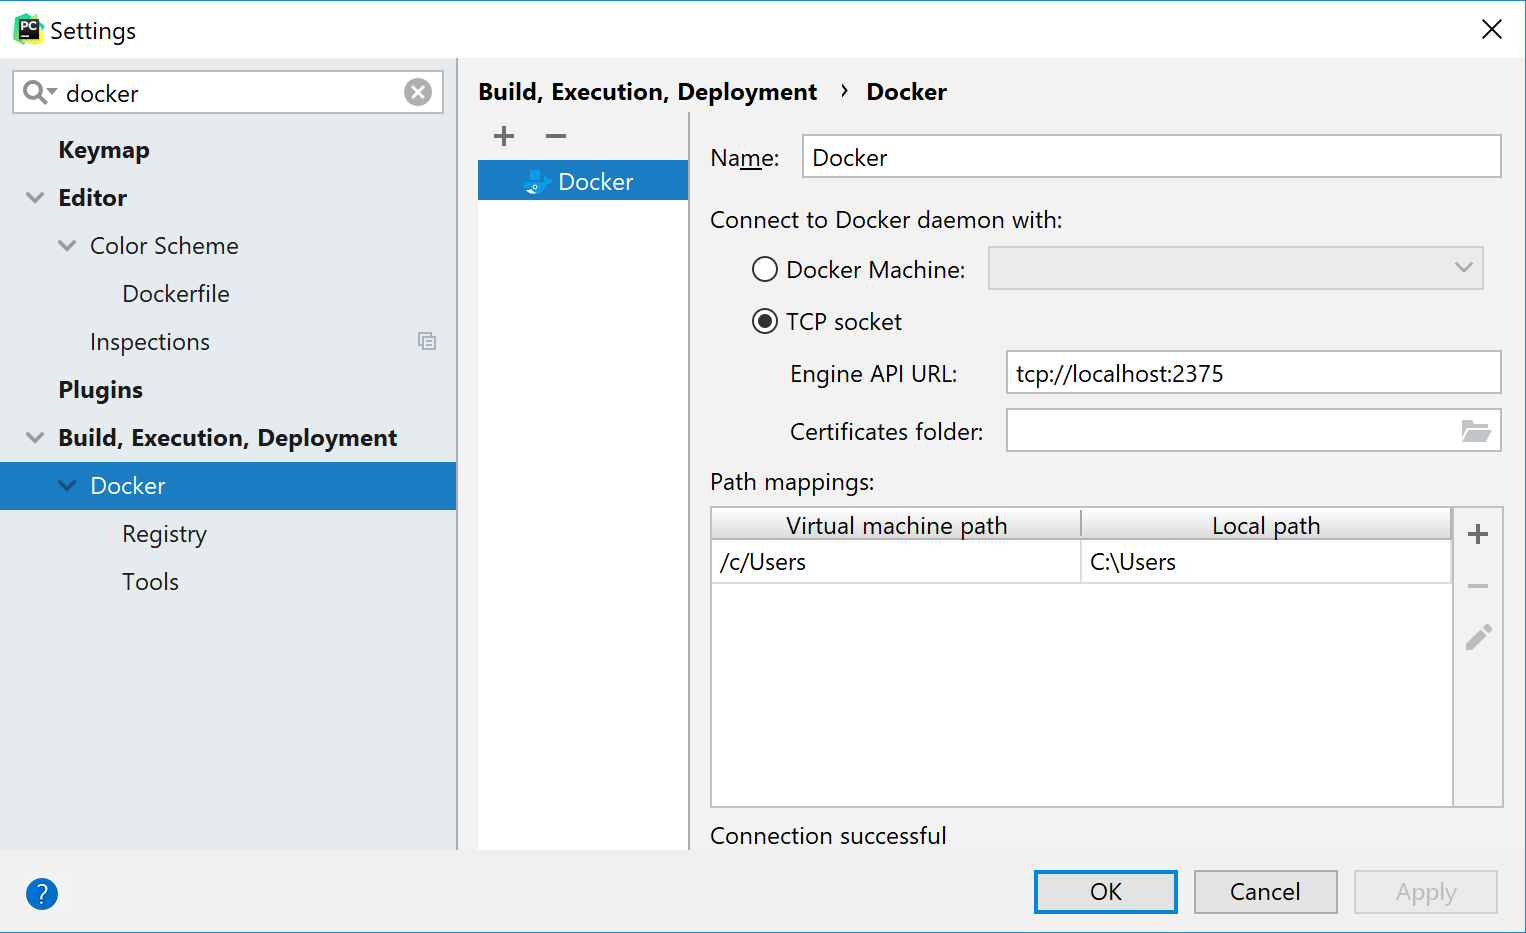 PC Settings
docker
Keymap
Editor
Color Scheme
Dockerfile
Inspections
Plugins
Build, Execution, Deployment
Docker
Registry
Tools
Build, Execution, Deployment › Docker
Docker
Name: Docker
Connect to Docker daemon with:
Docker Machine:
TCP socket
Engine API URL: tcp://localhost:2375
Certificates folder:
Path mappings:
Virtual machine path Local path
/c/Users C:\Users
Connection successful
? OK Cancel Apply